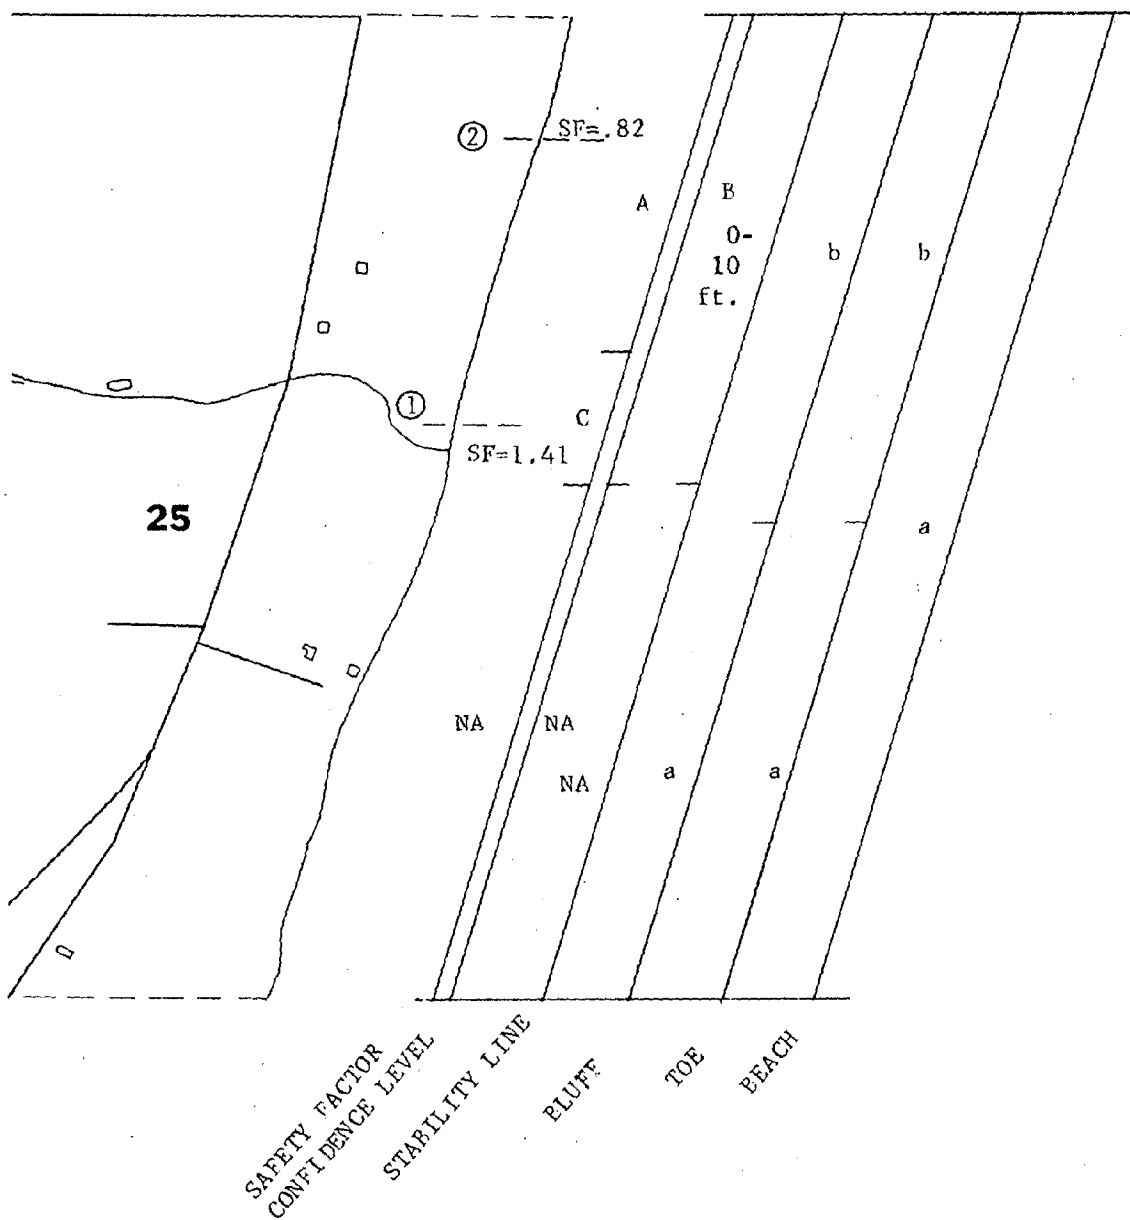 ② SF=.82
A B
0-
10
ft.
b b
① C
SF=1.41
25
a
NA NA
NA a a
SAFETY FACTOR
CONFIDENCE LEVEL
STABILITY LINE
BLUFF
TOE
BEACH